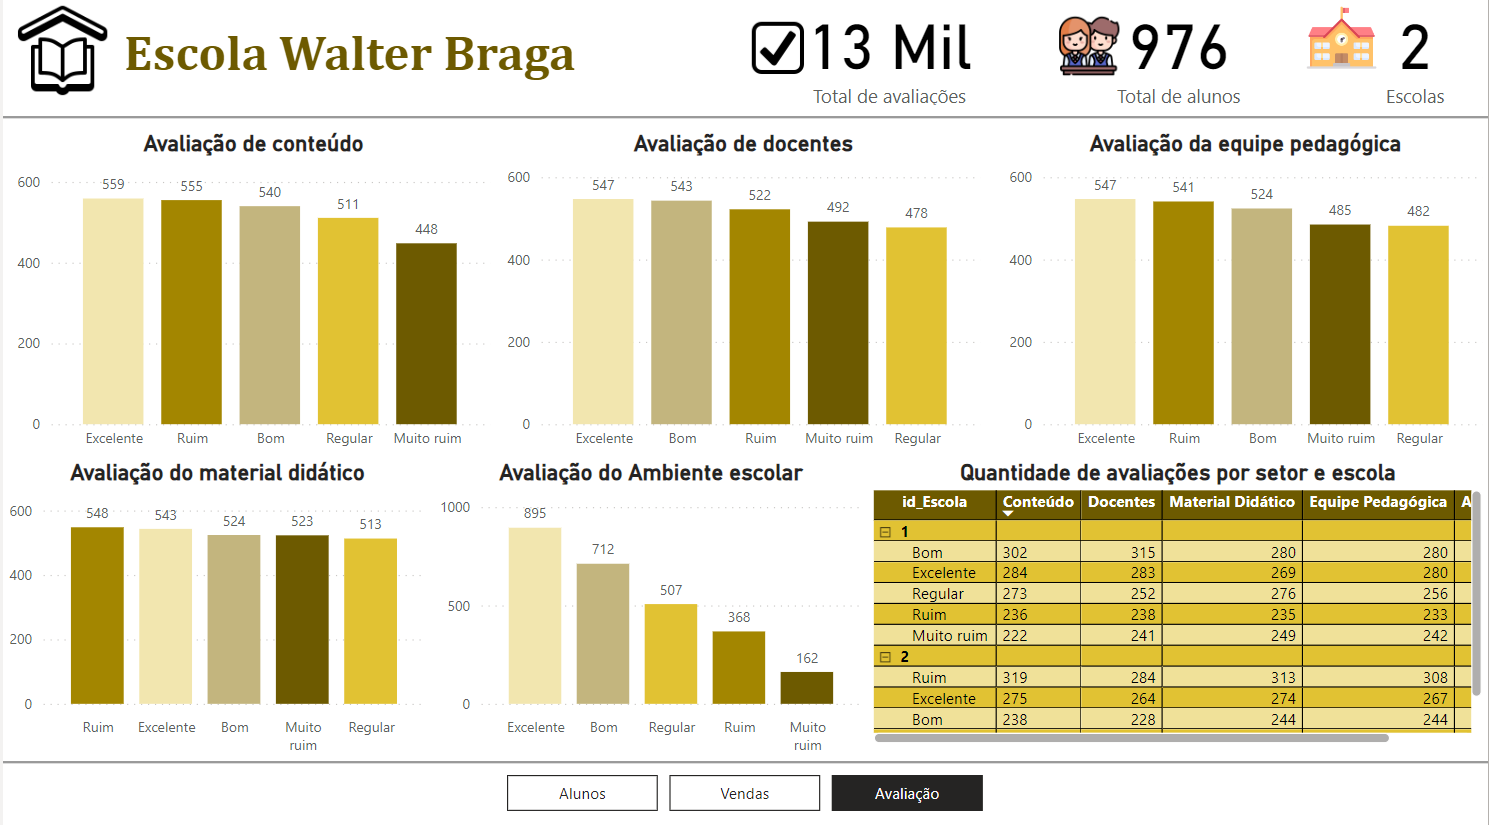 Escola Walter Braga
13 Mil
Total de avaliações
976
Total de alunos
2
Escolas
Avaliação de conteúdo
600
400
200
0
559
555
540
511
448
Excelente
Ruim
Bom
Regular
Muito ruim
Avaliação de docentes
600
400
200
0
547
543
522
492
478
Excelente
Bom
Ruim
Muito ruim
Regular
Avaliação da equipe pedagógica
600
400
200
0
547
541
524
485
482
Excelente
Ruim
Bom
Muito ruim
Regular
Avaliação do material didático
600
400
200
0
548
543
524
523
513
Ruim
Excelente
Bom
Muito
ruim
Regular
Avaliação do Ambiente escolar
1000
500
0
895
712
507
368
162
Excelente
Bom
Regular
Ruim
Muito
ruim
Quantidade de avaliações por setor e escola
id_Escola Conteúdo Docentes Material Didático Equipe Pedagógica A
1
Bom 302 315 280 280
Excelente 284 283 269 280
Regular 273 252 276 256
Ruim 236 238 235 233
Muito ruim 222 241 249 242
2
Ruim 319 284 313 308
Excelente 275 264 274 267
Bom 238 228 244 244
Alunos
Vendas
Avaliação